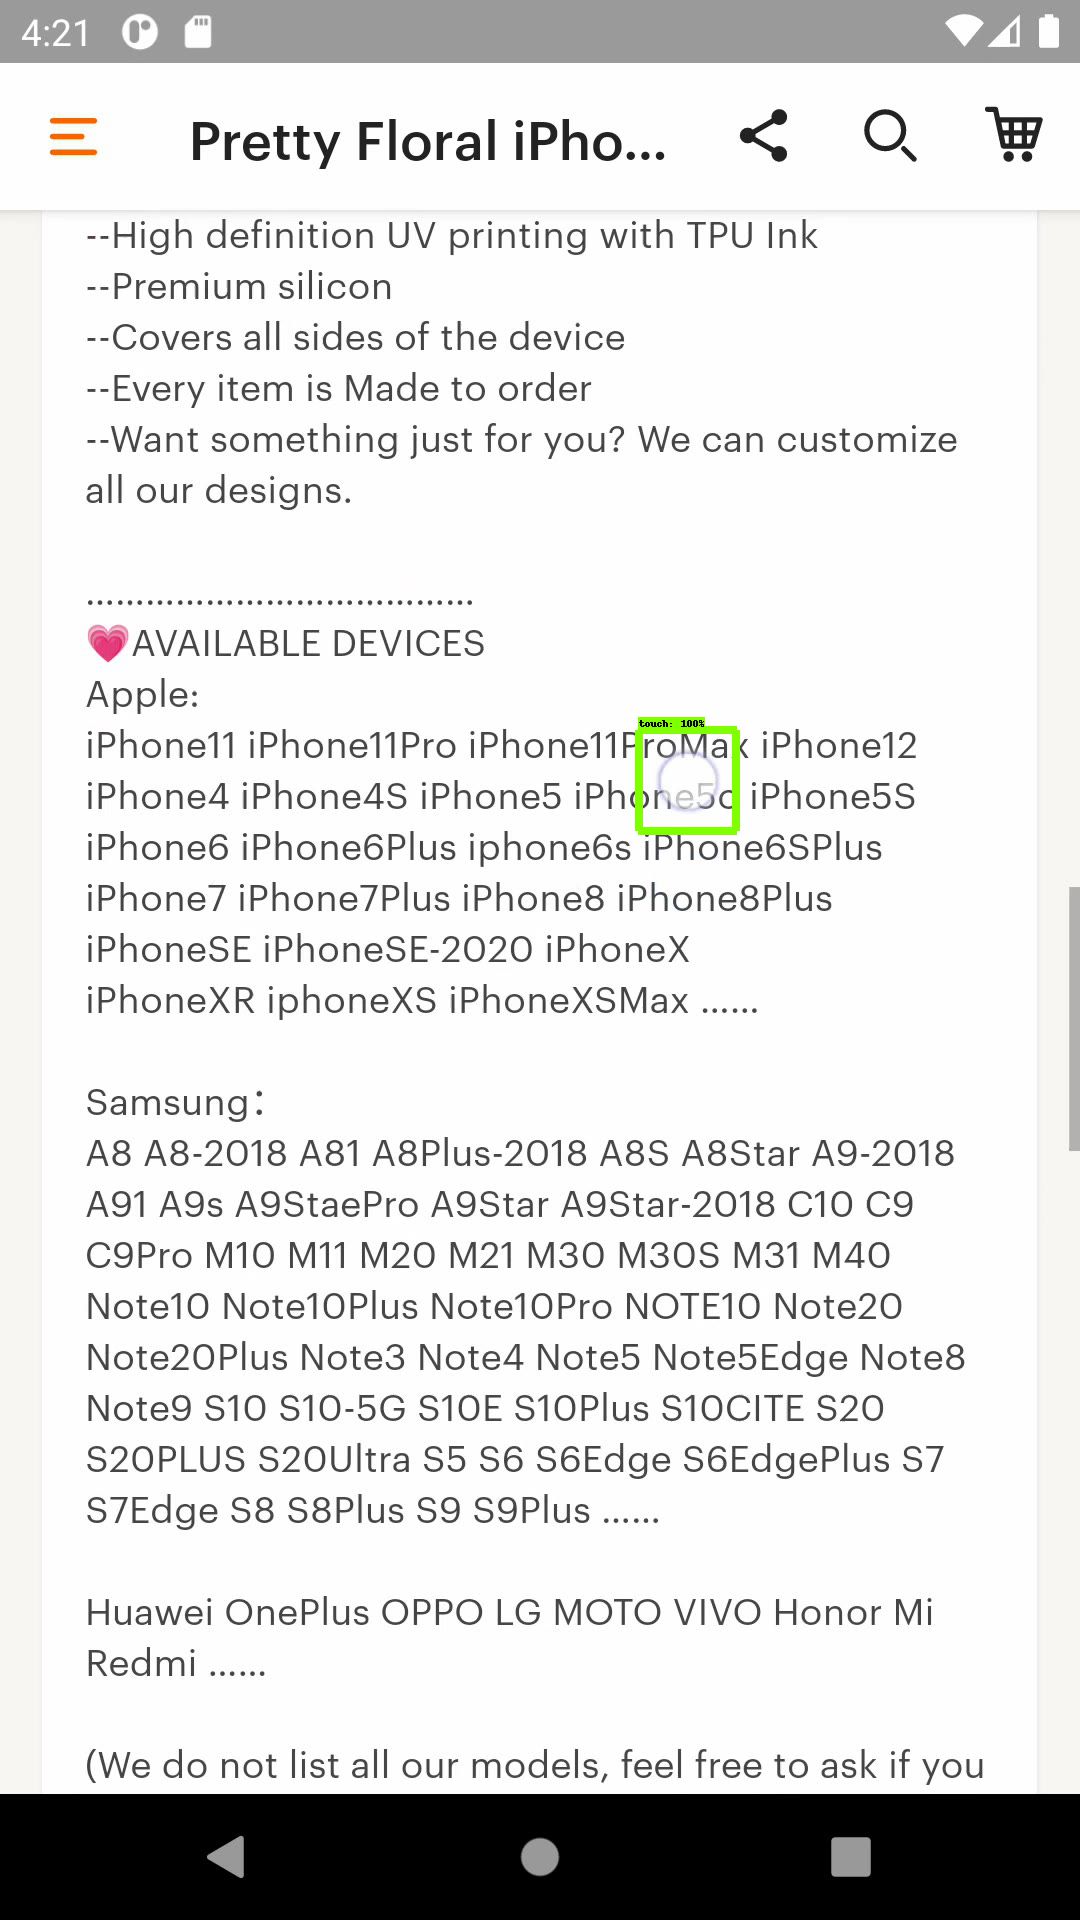 4:21
Pretty Floral iPho...
--High definition UV printing with TPU Ink
--Premium silicon
--Covers all sides of the device
--Every item is Made to order
--Want something just for you? We can customize
all our designs.
.......................................
💗AVAILABLE DEVICES
Apple:
touch: 100%
iPhone11 iPhone11Pro iPhone11ProMax iPhone12
iPhone4 iPhone4S iPhone5 iPhone5c iPhone5S
iPhone6 iPhone6Plus iphone6s iPhone6SPlus
iPhone7 iPhone7Plus iPhone8 iPhone8Plus
iPhoneSE iPhoneSE-2020 iPhoneX
iPhoneXR iphoneXS iPhoneXSMax ......
Samsung：
A8 A8-2018 A81 A8Plus-2018 A8S A8Star A9-2018
A91 A9s A9StaePro A9Star A9Star-2018 C10 C9
C9Pro M10 M11 M20 M21 M30 M30S M31 M40
Note10 Note10Plus Note10Pro NOTE10 Note20
Note20Plus Note3 Note4 Note5 Note5Edge Note8
Note9 S10 S10-5G S10E S10Plus S10CITE S20
S20PLUS S20Ultra S5 S6 S6Edge S6EdgePlus S7
S7Edge S8 S8Plus S9 S9Plus ......
Huawei OnePlus OPPO LG MOTO VIVO Honor Mi
Redmi ......
(We do not list all our models, feel free to ask if you